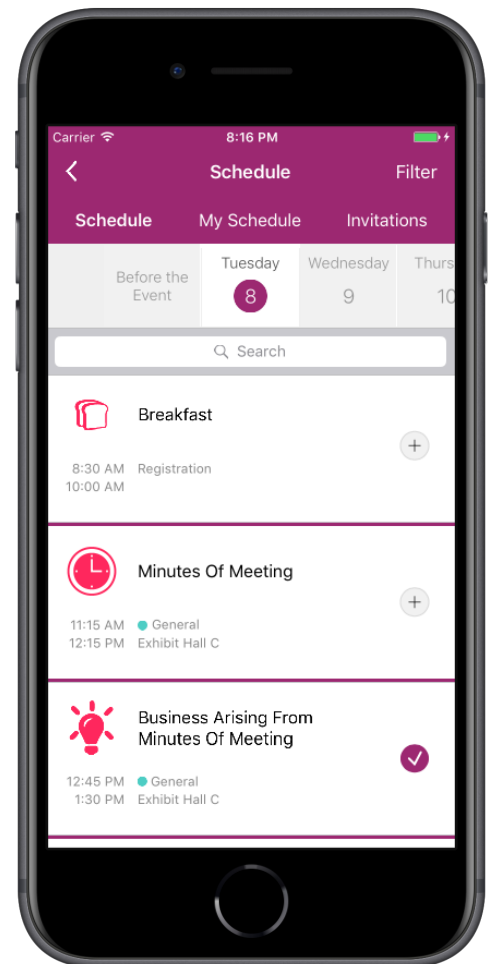 Carrier 8:16 PM
Schedule Filter
Schedule My Schedule Invitations
Before the
Event
Tuesday
8
Wednesday
9
Thurs
10
Search
Breakfast
8:30 AM Registration
10:00 AM
Minutes Of Meeting
11:15 AM General
12:15 PM Exhibit Hall C
Business Arising From
Minutes Of Meeting
12:45 PM General
1:30 PM Exhibit Hall C